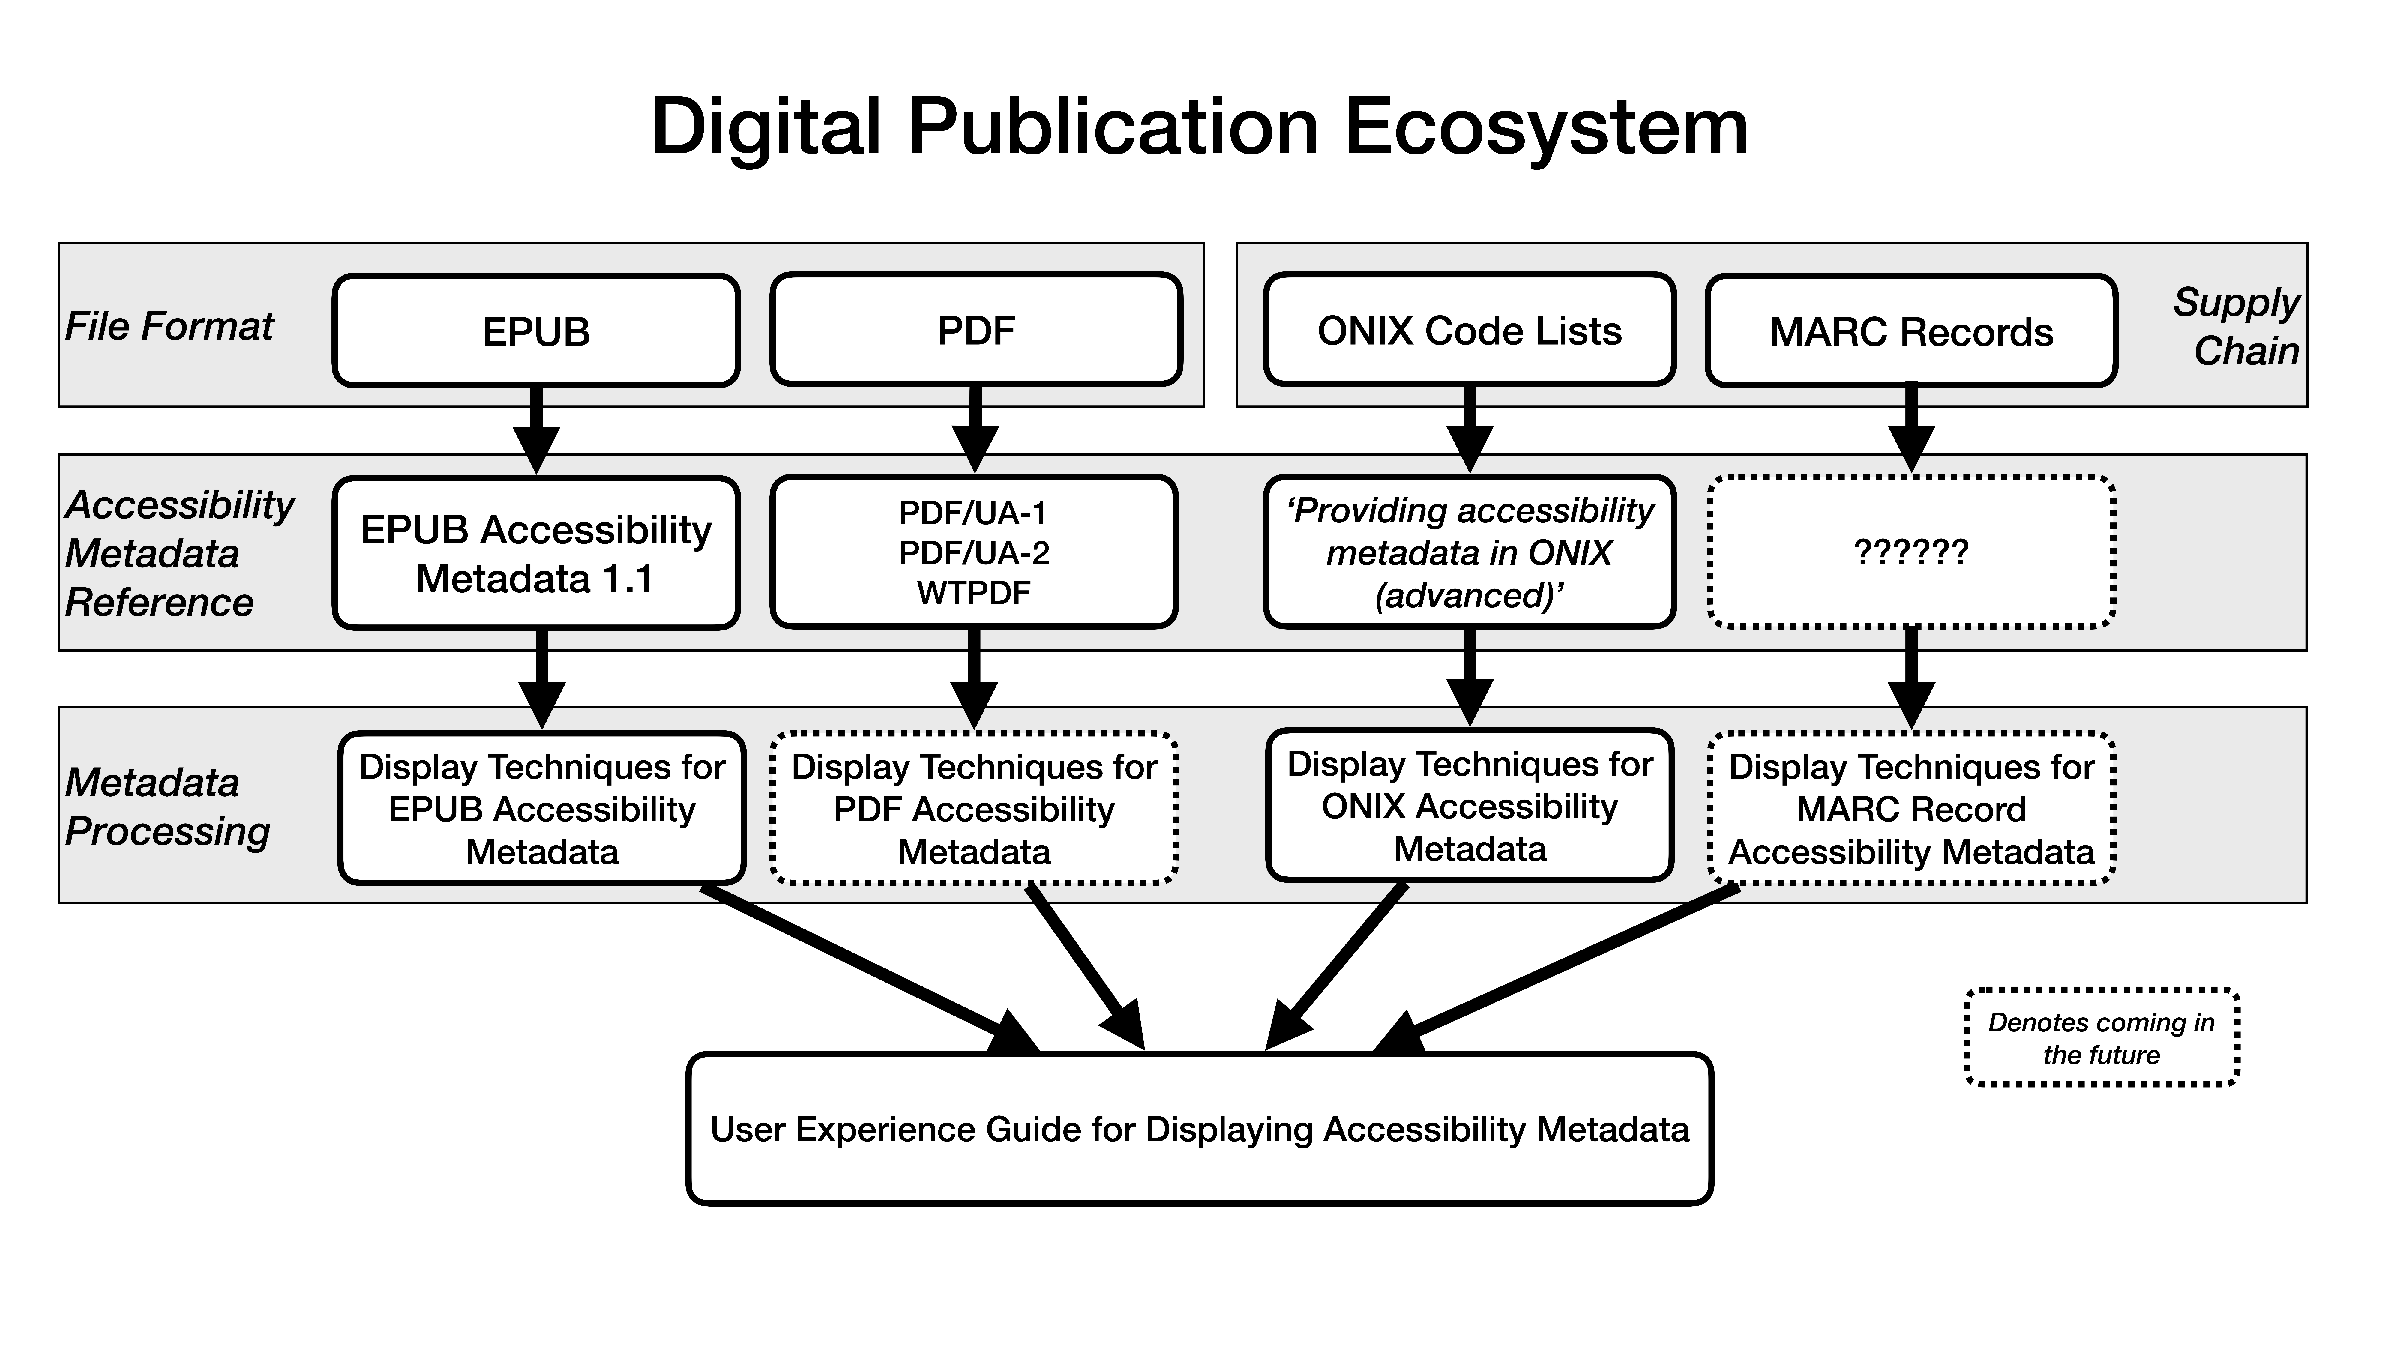 Digital Publication Ecosystem
File Format
EPUB
PDF
ONIX Code Lists
MARC Records
Supply
Chain
Accessibility
Metadata
Reference
EPUB Accessibility
Metadata 1.1
PDF/UA-1
PDF/UA-2
WTPDF
‘Providing accessibility
metadata in ONIX
(advanced)’
??????
Metadata
Processing
Display Techniques for
EPUB Accessibility
Metadata
Display Techniques for
PDF Accessibility
Metadata
Display Techniques for
ONIX Accessibility
Metadata
Display Techniques for
MARC Record
Accessibility Metadata
Denotes coming in
the future
User Experience Guide for Displaying Accessibility Metadata